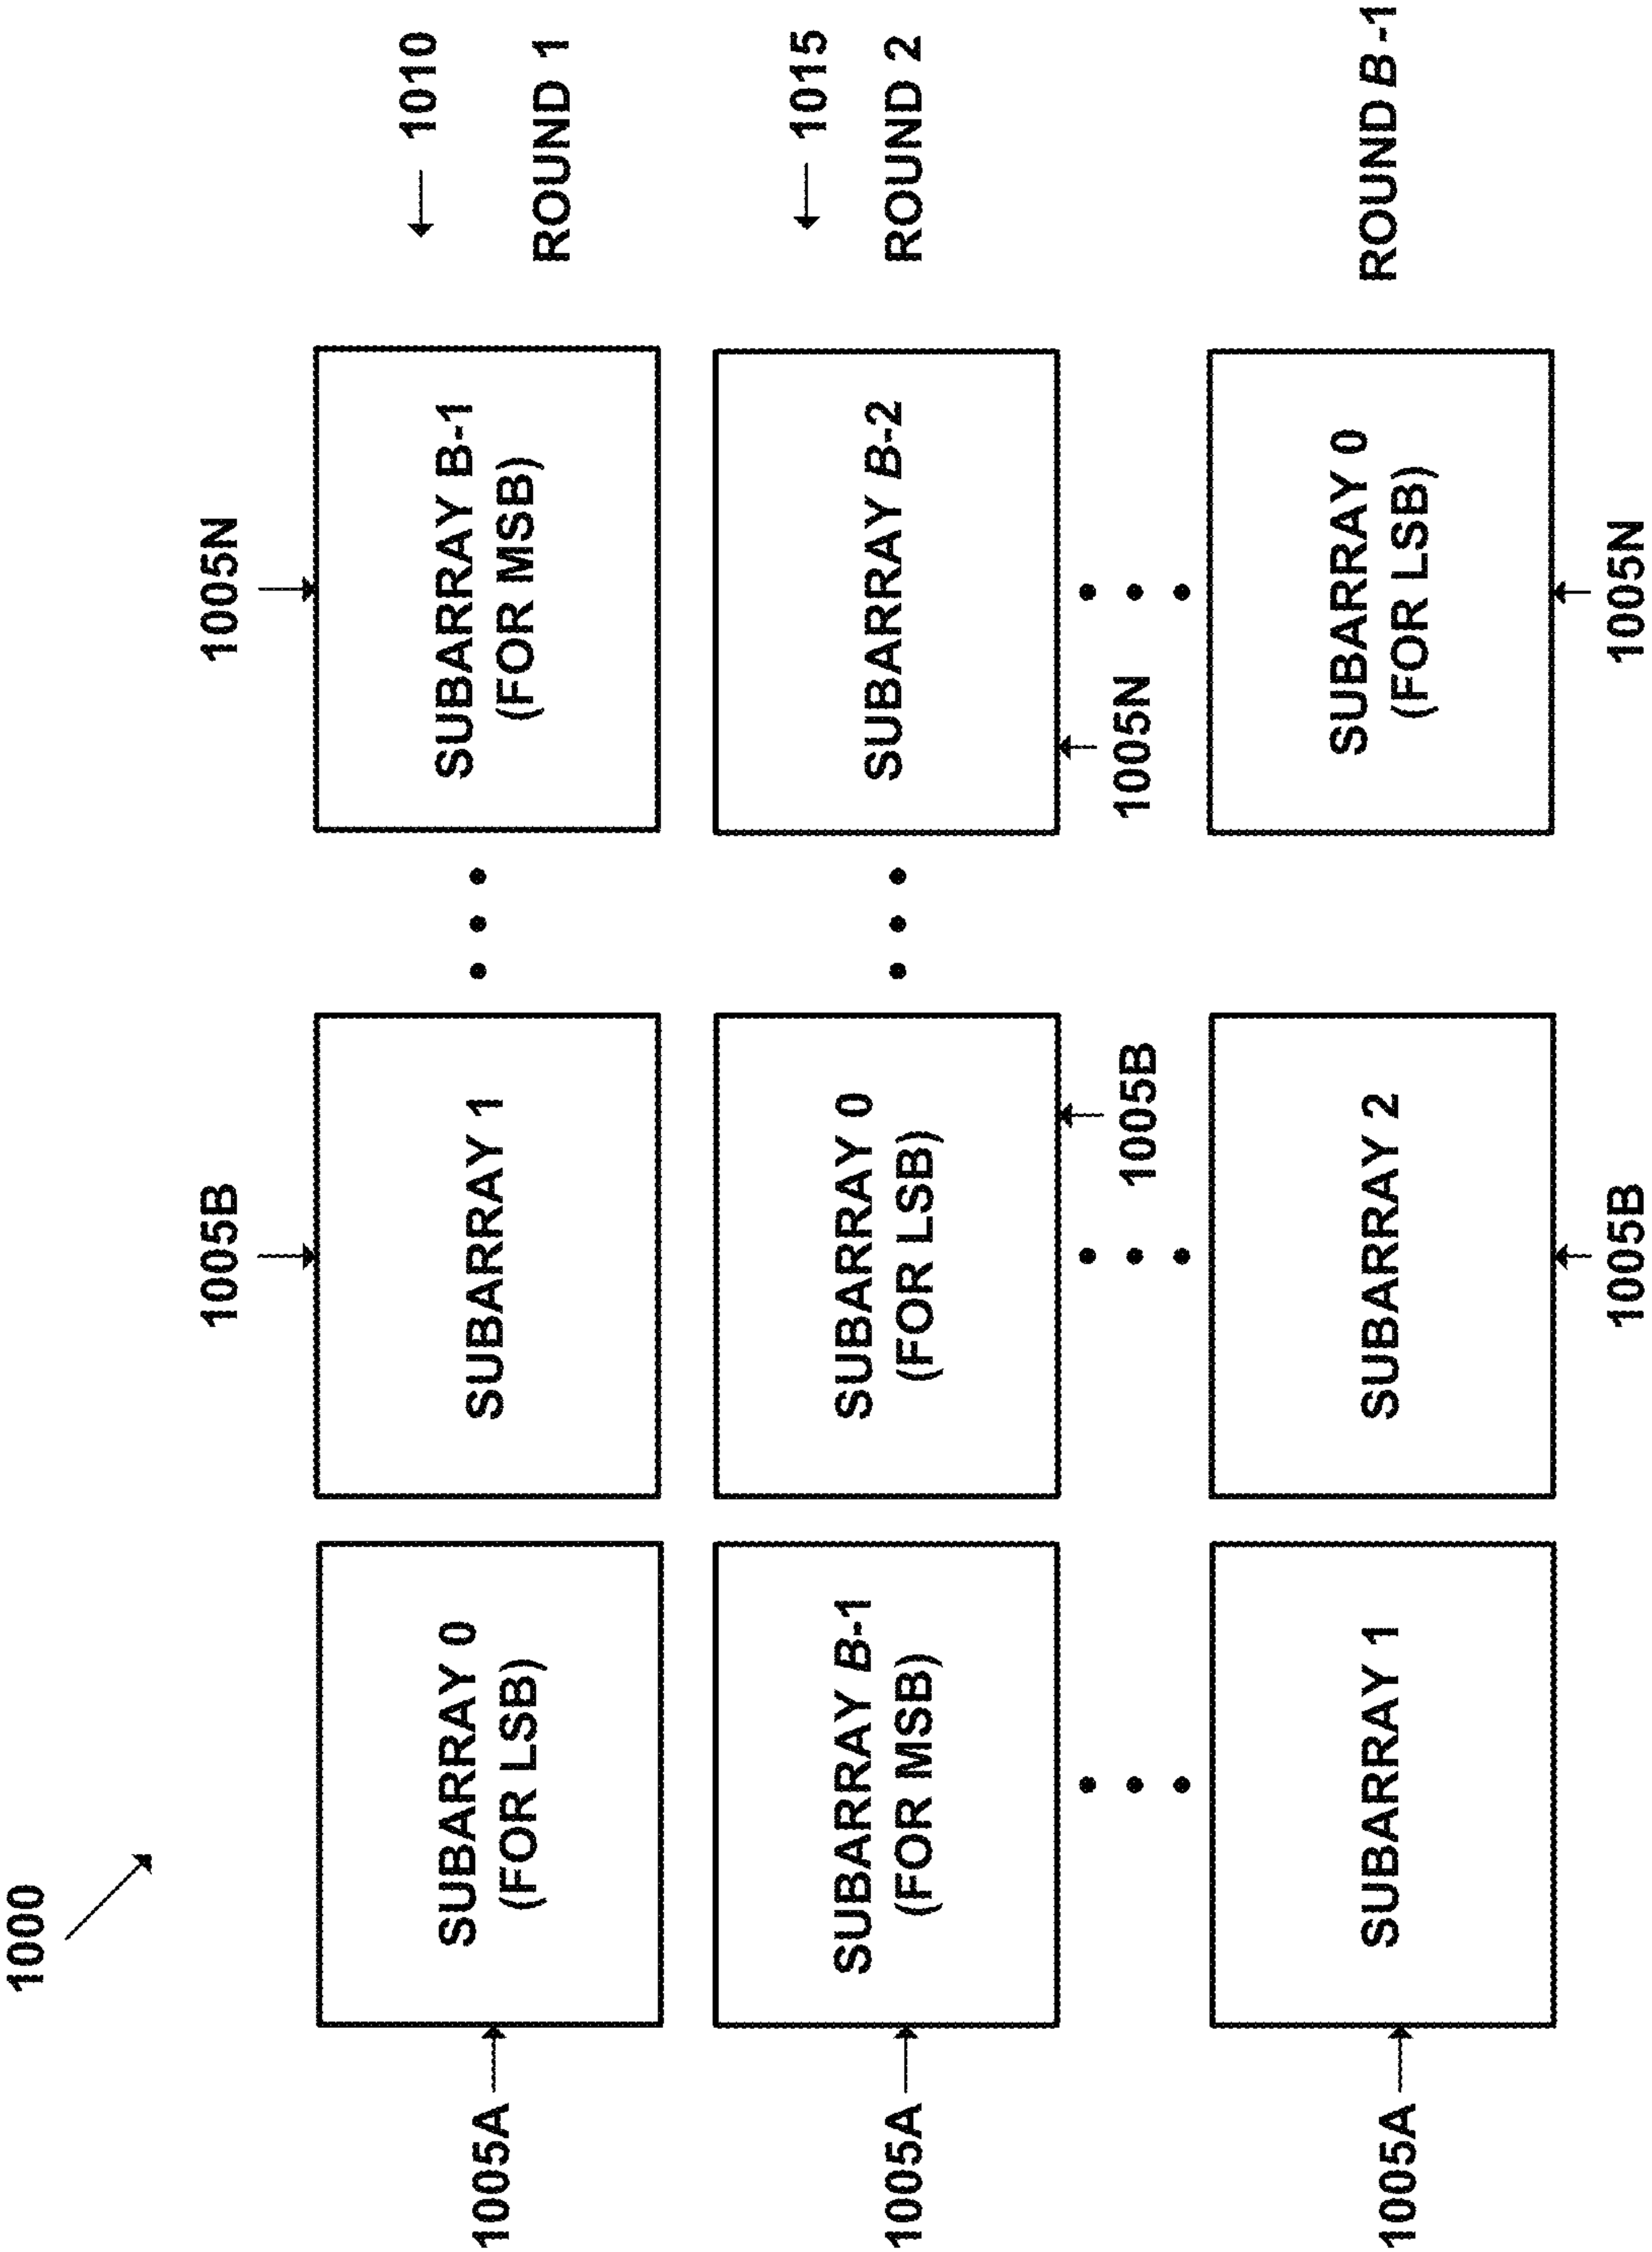 1000
1005B
1005N
1005A
SUBARRAY 0
(FOR LSB)
SUBARRAY 1
SUBARRAY B-1
(FOR MSB)
1010
ROUND 1
1005A
SUBARRAY B-1
(FOR MSB)
SUBARRAY 0
(FOR LSB)
SUBARRAY B-2
1015
ROUND 2
1005B
1005N
1005A
SUBARRAY 1
SUBARRAY 2
SUBARRAY 0
(FOR LSB)
ROUND B-1
1005B
1005N